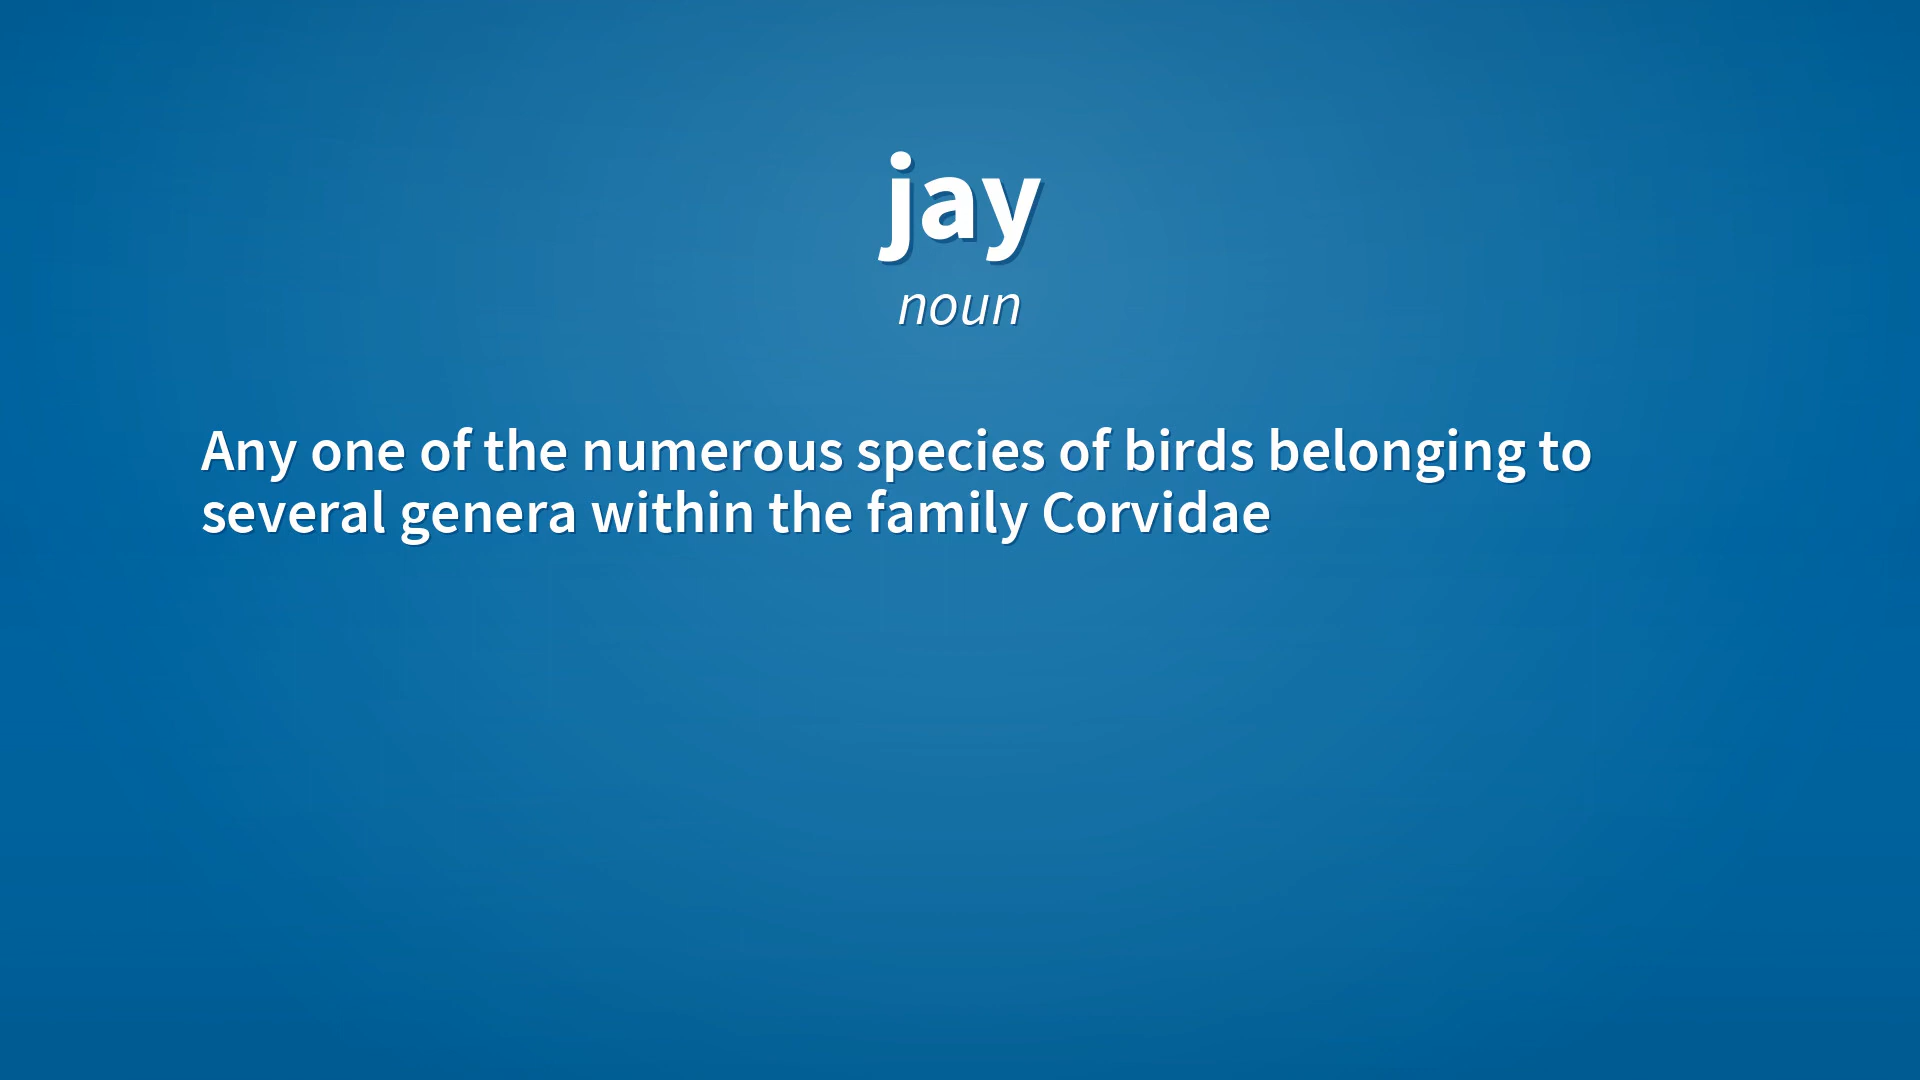 jay
noun
Any one of the numerous species of birds belonging to
several genera within the family Corvidae